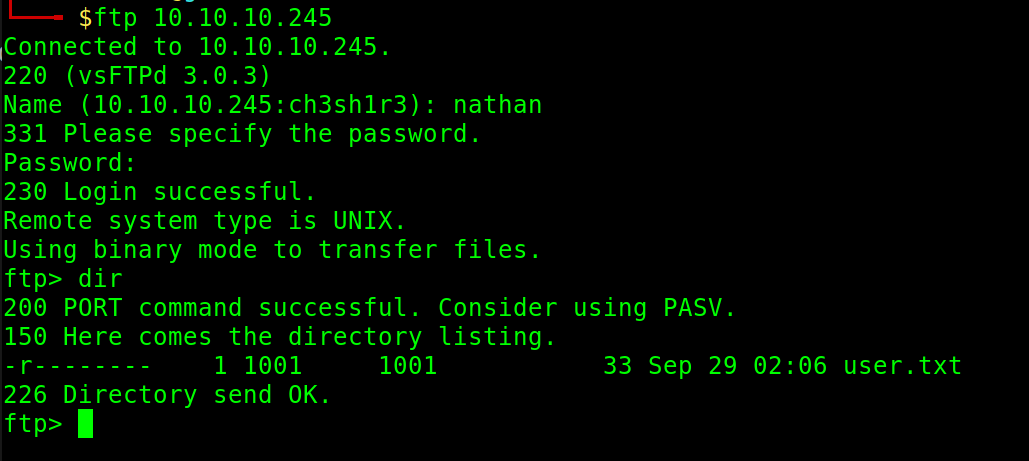 $ftp 10.10.10.245
Connected to 10.10.10.245.
220 (vsFTPd 3.0.3)
Name (10.10.10.245:ch3sh1r3): nathan
331 Please specify the password.
Password:
230 Login successful.
Remote system type is UNIX.
Using binary mode to transfer files.
ftp> dir
200 PORT command successful. Consider using PASV.
150 Here comes the directory listing.
-r--------    1 1001     1001           33 Sep 29 02:06 user.txt
226 Directory send OK.
ftp>